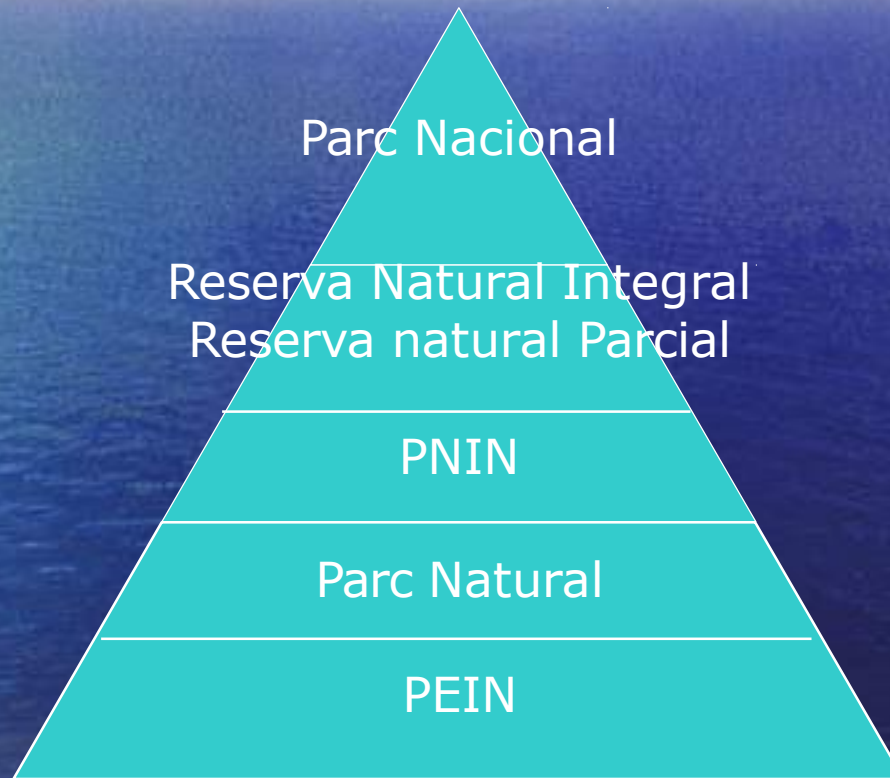 Parc Nacional
Reserva Natural Integral
Reserva natural Parcial
PNIN
Parc Natural
PEIN